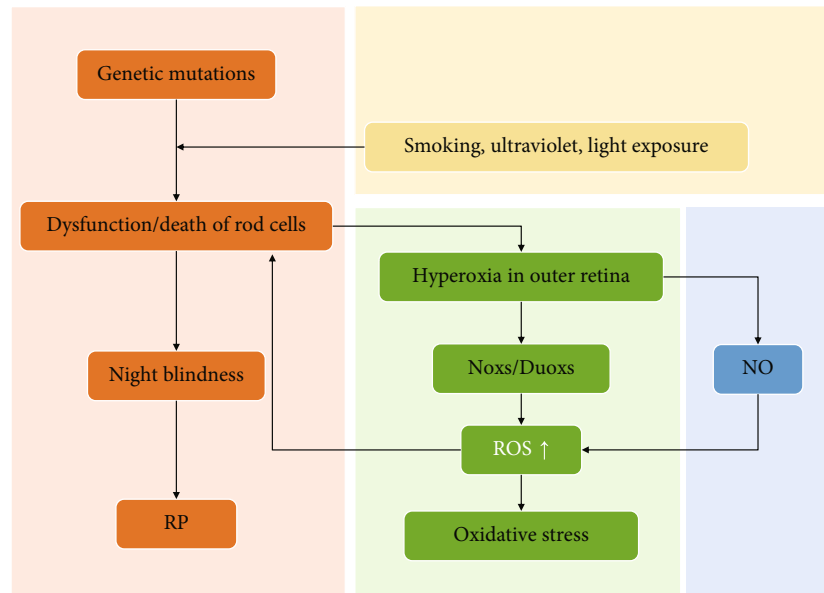 Genetic mutations
Smoking, ultraviolet, light exposure
Dysfunction/death of rod cells
Hyperoxia in outer retina
Night blindness
Noxs/Duoxs
NO
ROS ↑
RP
Oxidative stress